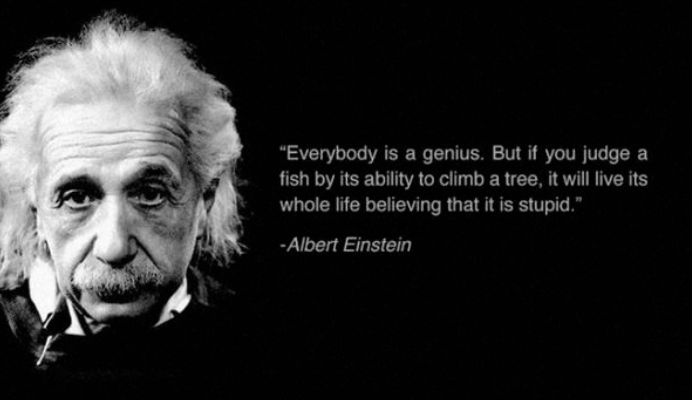 “Everybody is a genius. But if you judge a
fish by its ability to climb a tree, it will live its
whole life believing that it is stupid.”
-Albert Einstein